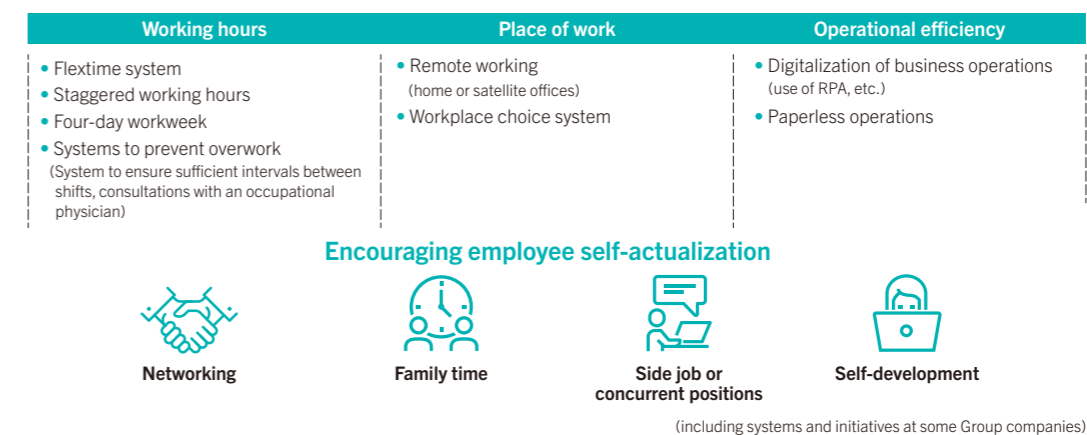 Working hours
• Flextime system
• Staggered working hours
• Four-day workweek
• Systems to prevent overwork
(System to ensure sufficient intervals between
shifts, consultations with an occupational
physician)
Place of work
• Remote working
(home or satellite offices)
• Workplace choice system
Operational efficiency
• Digitalization of business operations
(use of RPA, etc.)
• Paperless operations
Encouraging employee self-actualization
Networking
Family time
Side job or
concurrent positions
Self-development
(including systems and initiatives at some Group companies)